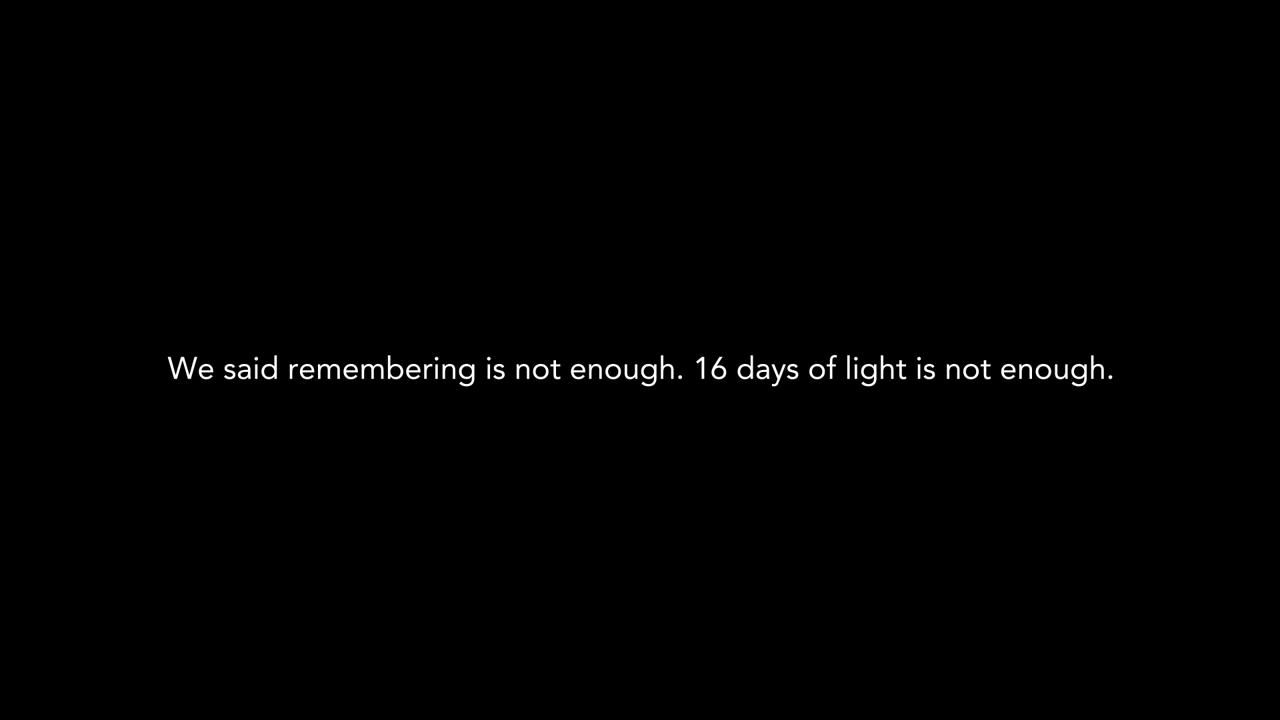 We said remembering is not enough. 16 days of light is not enough.